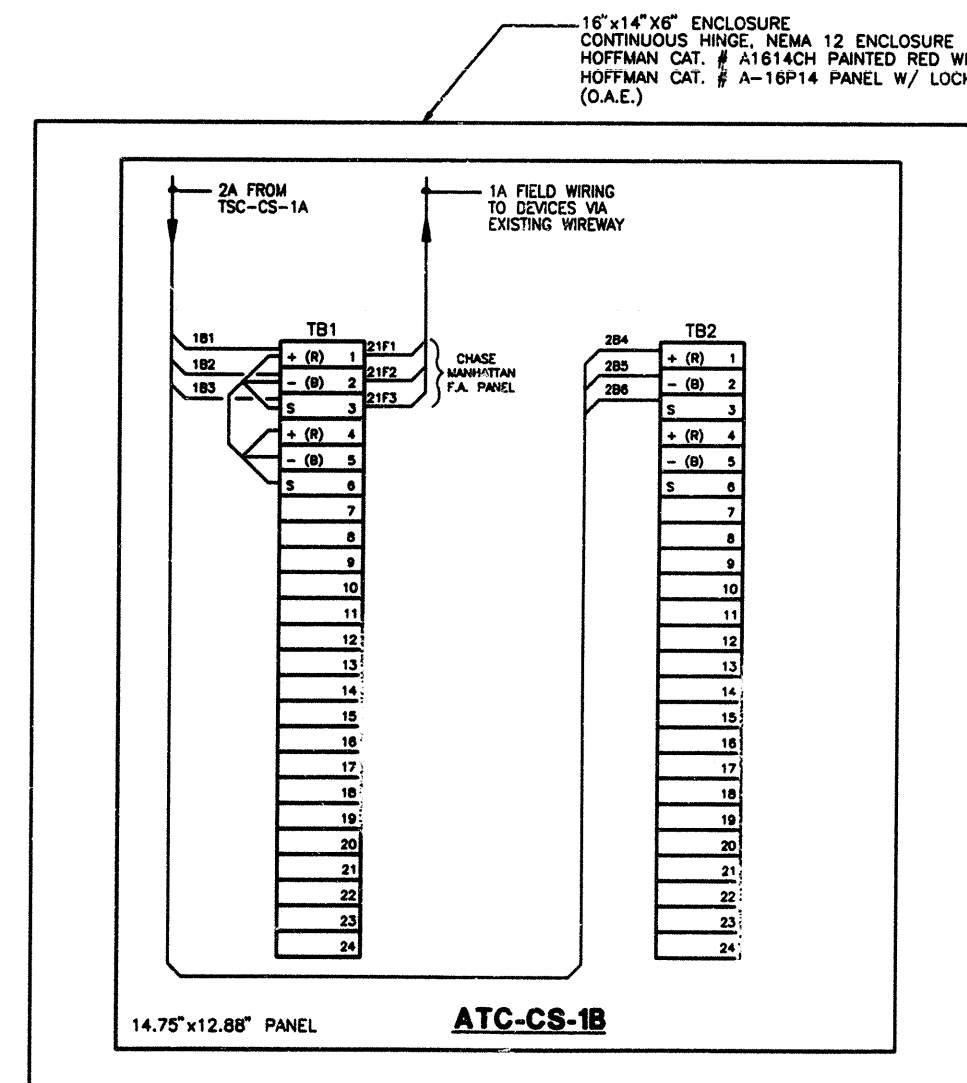 16"x14"X6" ENCLOSURE
CONTINUOUS HINGE, NEMA 12 ENCLOSURE
HOFFMAN CAT. # A1614CH PAINTED RED
HOFFMAN CAT. # A-16P14 PANEL W/
(O.A.E.)
2A FROM
TSC-CS-1A
1A FIELD WIRING
TO DEVICES VIA
EXISTING WIREWAY
TB1
1B1
1B2
1B3
+ (R) 1
- (B) 2
S 3
+ (R) 4
- (B) 5
S 6
7
8
9
10
11
12
13
14
15
16
17
18
19
20
21
22
23
24
21F1
21F2
21F3
CHASE
MANHATTAN
F.A. PANEL
TB2
2B4
2B5
2B6
+ (R) 1
- (B) 2
S 3
+ (R) 4
- (B) 5
S 6
7
8
9
10
11
12
13
14
15
16
17
18
19
20
21
22
23
24
14.75"x12.88" PANEL
ATC-CS-1B